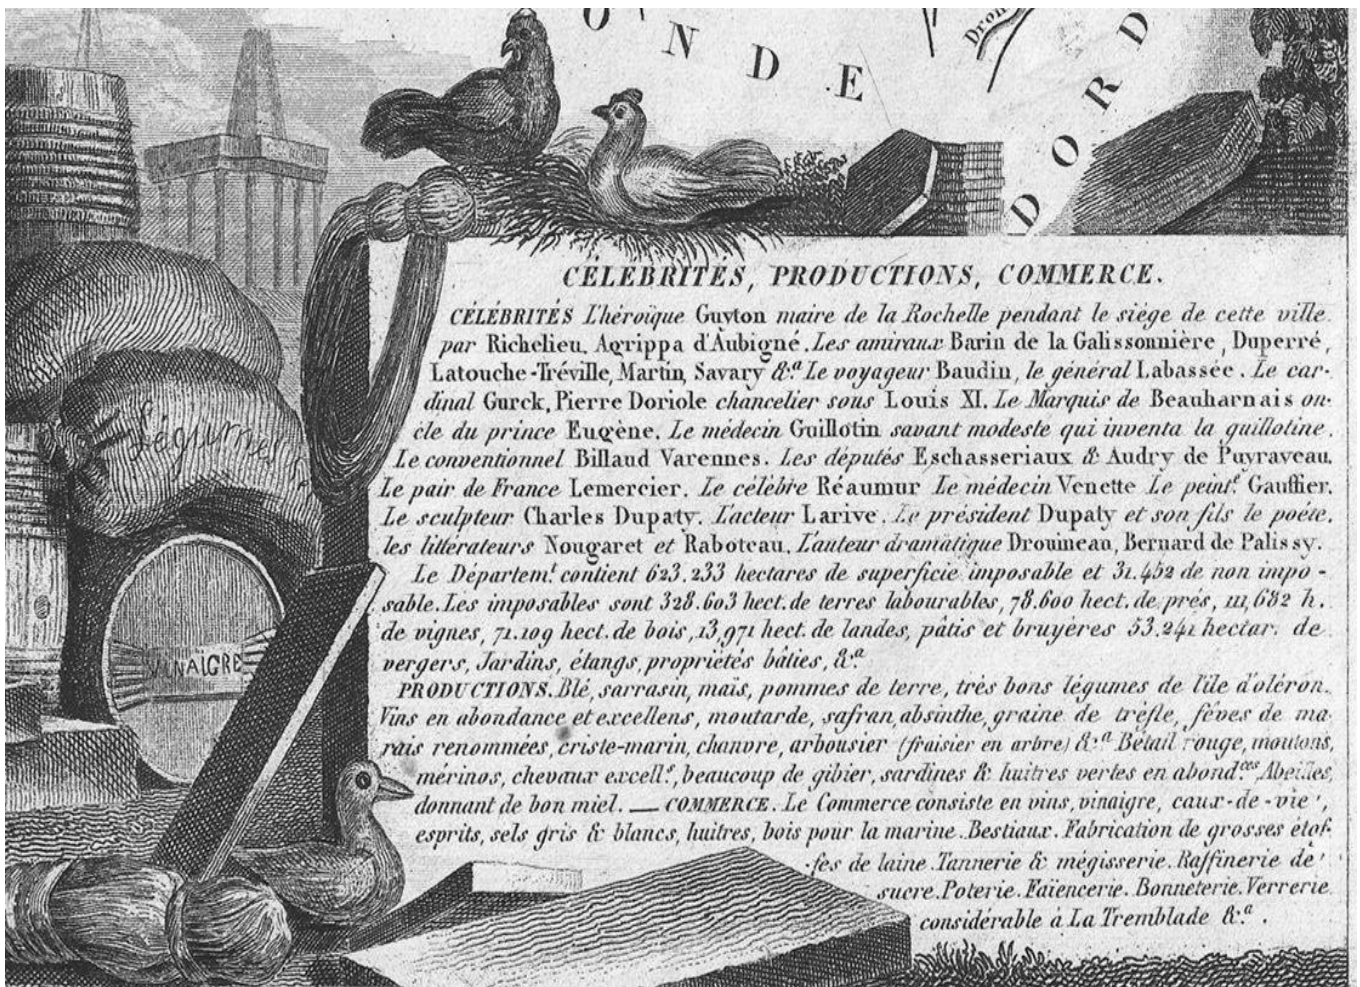 ONDE
Dron
DORD
Légumes
VINAIGRE
CÉLEBRITÉS, PRODUCTIONS, COMMERCE.
CÉLÉBRITÉS L'héroïque Guyton maire de la Rochelle pendant le siège de cette ville
par Richelieu. Agrippa d'Aubigné. Les amiraux Barin de la Galissonnière, Duperré,
Latouche-Tréville, Martin, Savary &.ª Le voyageur Baudin, le général Labassée. Le car-
dinal Gurck, Pierre Doriole chancelier sous Louis XI. Le Marquis de Beauharnais on-
cle du prince Eugène. Le médecin Guillotin savant modeste qui inventa la guillotine.
Le conventionnel Billaud Varennes. Les députés Eschasseriaux & Audry de Puyraveau.
Le pair de France Lemercier. Le célèbre Réaumur Le médecin Venette Le peint.e Gauffier.
Le sculpteur Charles Dupaty. L'acteur Larive. Le président Dupaty et son fils le poéte.
les littérateurs Nougaret et Raboteau. L'auteur dramatique Drouineau, Bernard de Palissy.
Le Départem.t contient 623.233 hectares de superficie imposable et 31.452 de non impo-
sable. Les imposables sont 328.603 hect. de terres labourables, 78.600 hect. de prés, 111,682 h.
de vignes, 71.109 hect. de bois, 13,971 hect. de landes, pâtis et bruyères 53.241 hectar. de
vergers, Jardins, étangs, propriétés bâties, &.ª
PRODUCTIONS. Blé, sarrasin, maïs, pommes de terre, très bons légumes de l'île d'oléron.
Vins en abondance et excellens, moutarde, safran, absinthe, graine de trèfle, fèves de ma-
rais renommées, criste-marin, chanvre, arbousier (fraisier en arbre) &.ª Bétail rouge, moutons,
mérinos, chevaux excell.s, beaucoup de gibier, sardines & huitres vertes en abond.ces Abeilles,
donnant de bon miel. — COMMERCE. Le Commerce consiste en vins, vinaigre, eaux-de-vie,
esprits, sels gris & blancs, huitres, bois pour la marine. Bestiaux. Fabrication de grosses étof-
fes de laine. Tannerie & mégisserie. Raffinerie de
sucre. Poterie. Faïencerie. Bonneterie. Verrerie
considérable à La Tremblade &.ª.